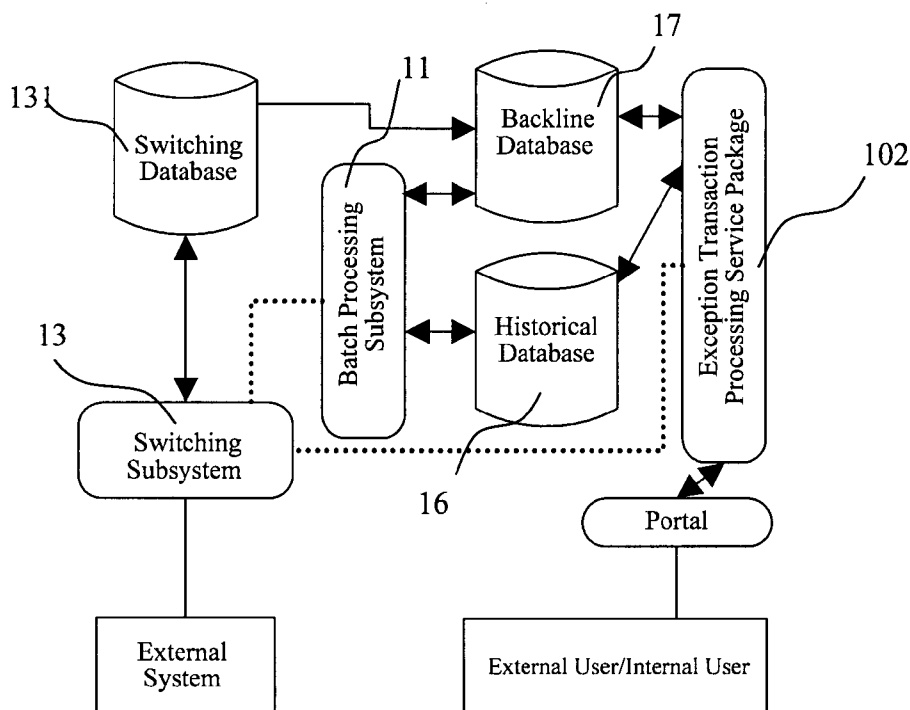 17
11
131
Switching
Database
Backline
Database
102
Batch Processing
Subsystem
Exception Transaction
Processing Service Package
Historical
Database
13
Switching
Subsystem
16
Portal
External
System
External User/Internal User